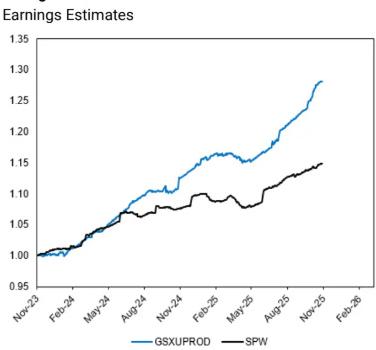 Earnings Estimates
1.35
1.30
1.25
1.20
1.15
1.10
1.05
1.00
0.95
Nov-23
Feb-24
May-24
Aug-24
Nov-24
Feb-25
May-25
Aug-25
Nov-25
Feb-26
GSXUPROD SPW